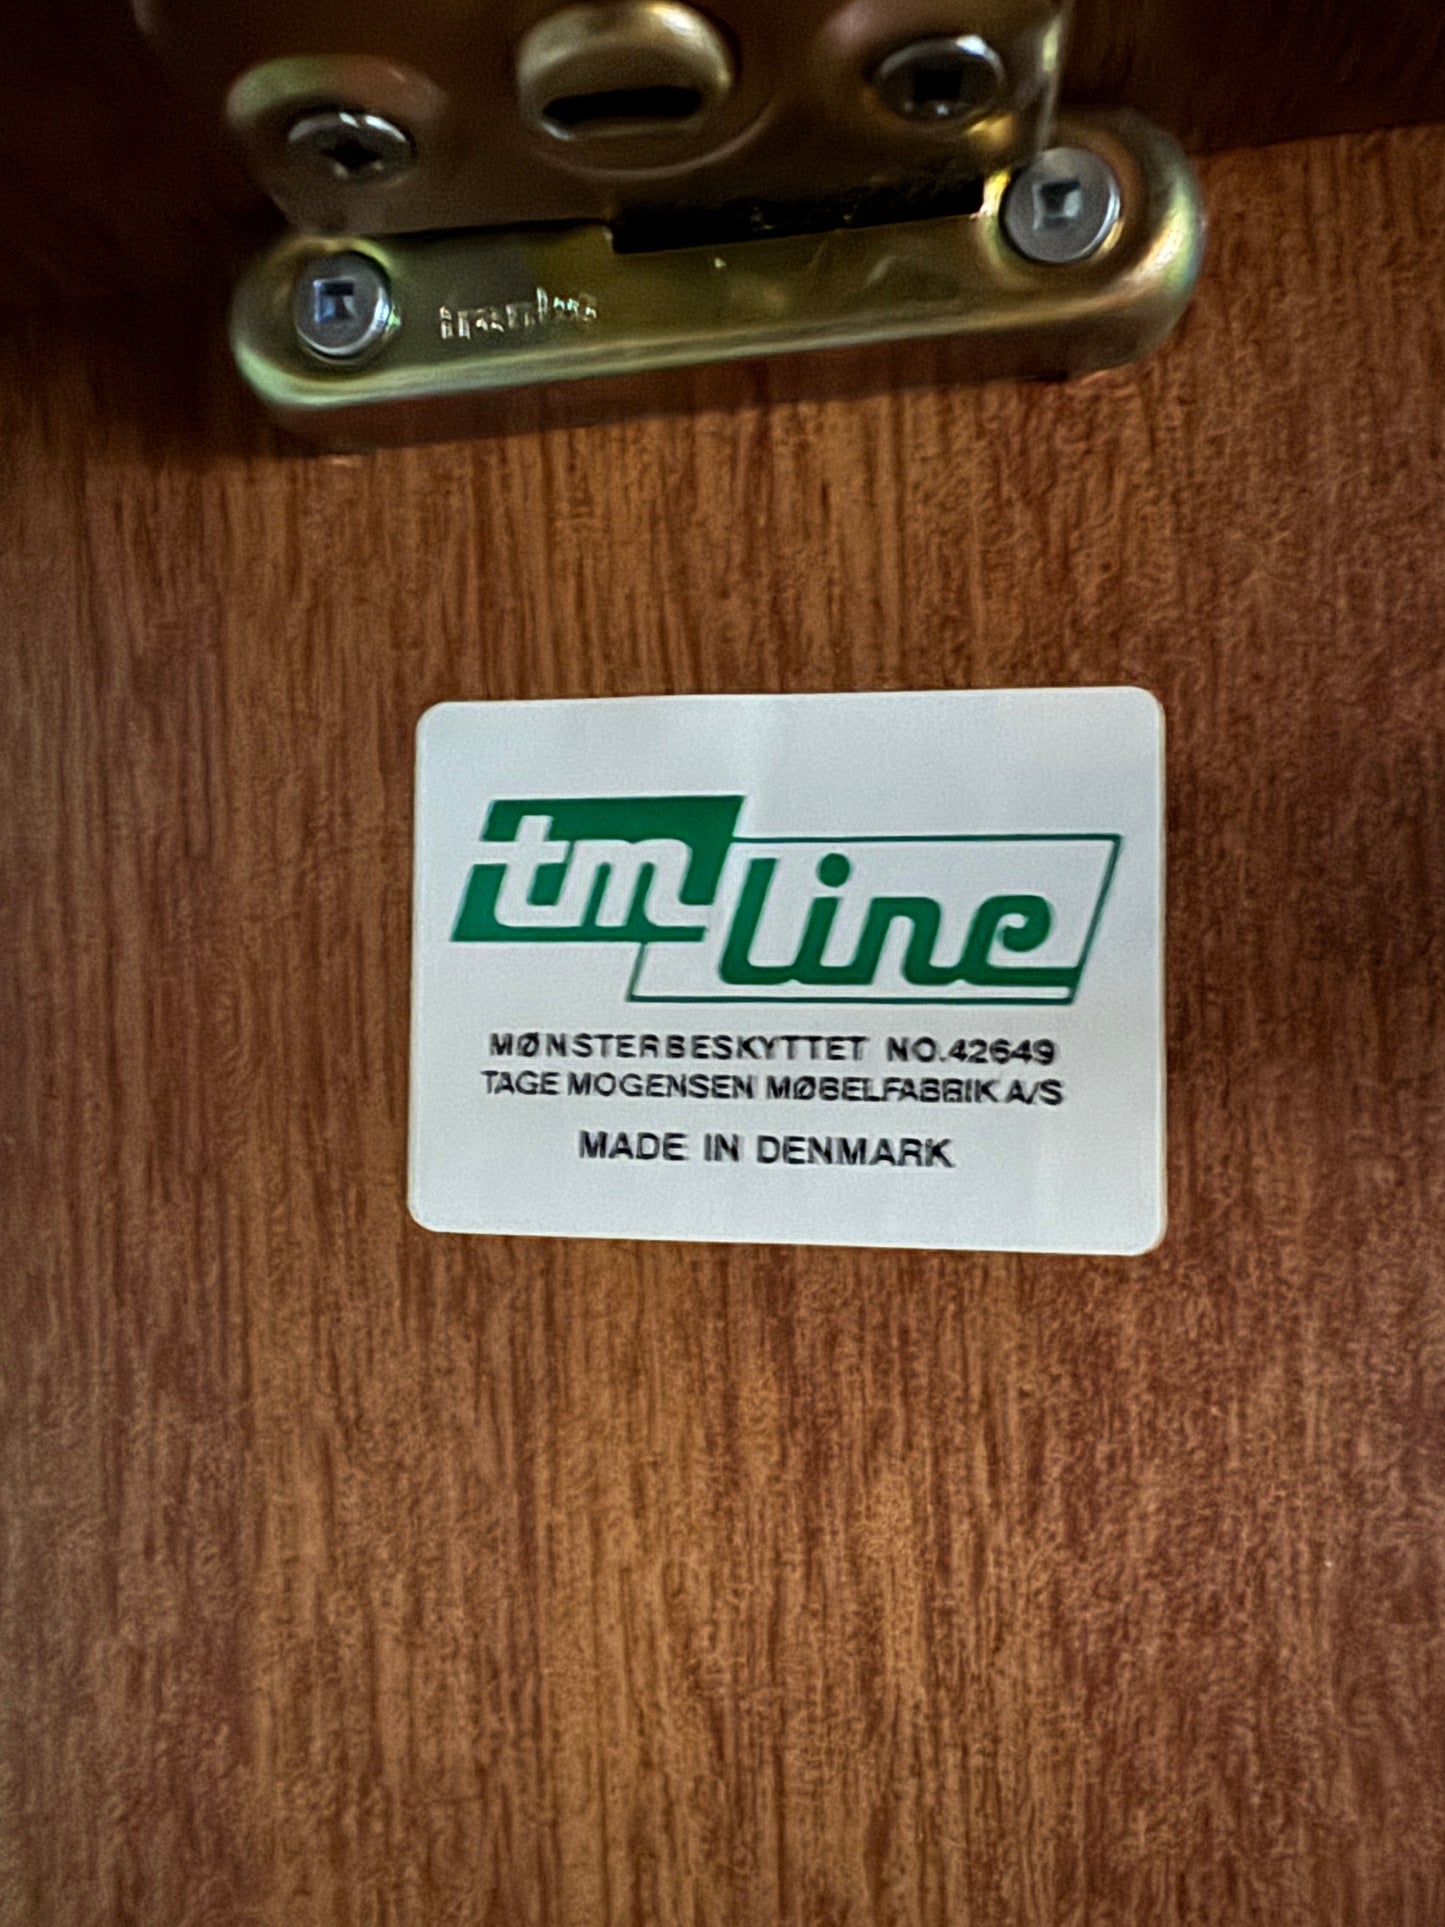 tm line
MØNSTERBESKYTTET NO.42649
TAGE MOGENSEN MØBELFABRIK A/S
MADE IN DENMARK